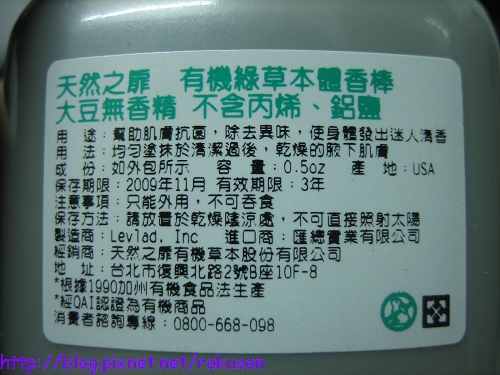 天然之扉 有機綠草本體香棒
大豆無香精 不含丙烯、鋁鹽
用 途：幫助肌膚抗菌，除去異味，使身體發出迷人清香
用 法：均勻塗抹於清潔過後，乾燥的腋下肌膚
成 份：如外包所示 容 量：0.5oz 產 地：USA
保存期限：2009年11月 有效期限：3年
注意事項：只能外用，不可吞食
保存方法：請放置於乾燥隆涼處，不可直接照射太陽
製造商：Levlad, Inc 進口商：匯總實業有限公司
經銷商：天然之扉有機草本股份有限公司
地 址：台北市復興北路2號B座10F-8
*根據1990加州有機食品法生產
*經QAI認證為有機商品
消費者諮詢專線：0800-668-098
http://blog.pixnet.net/rokuson